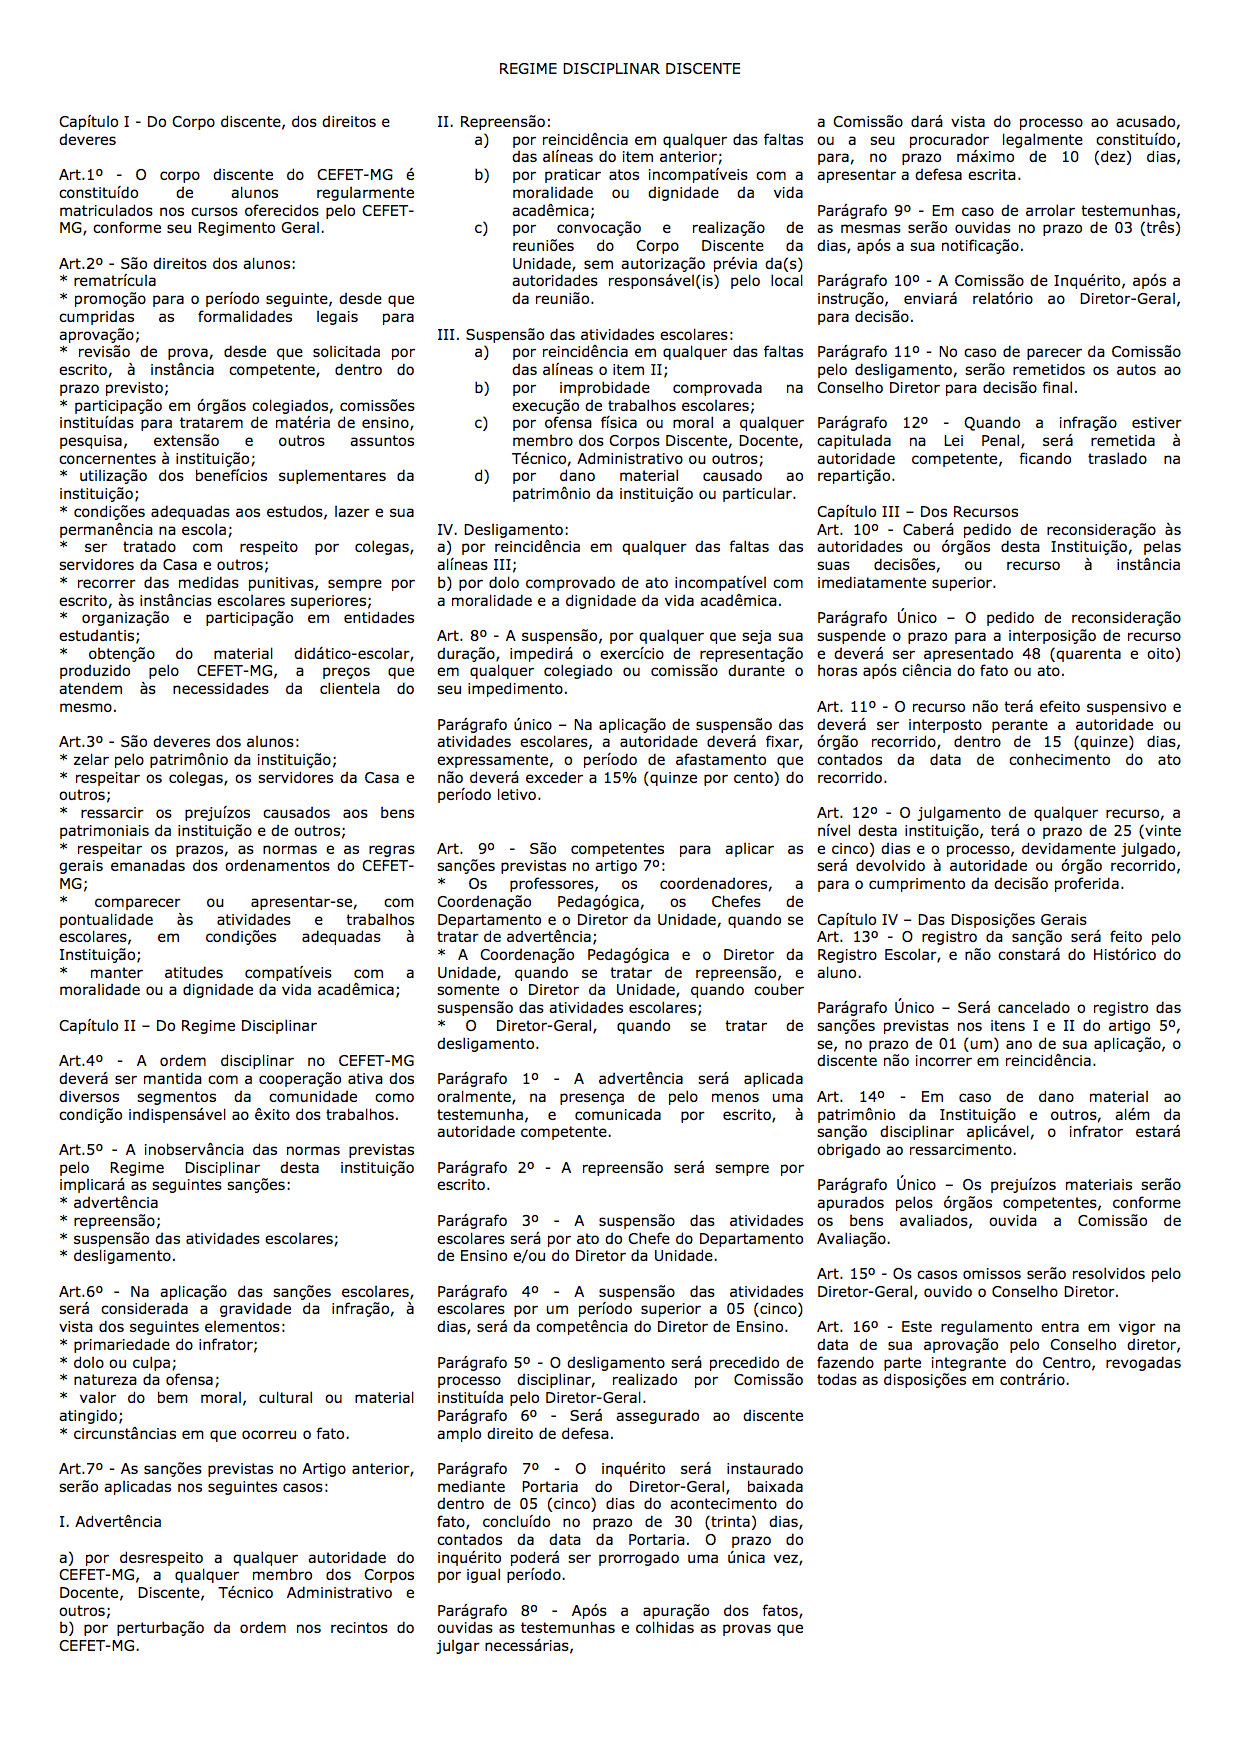 REGIME DISCIPLINAR DISCENTE
Capítulo I - Do Corpo discente, dos direitos e
deveres
Art.1º - O corpo discente do CEFET-MG é
constituído de alunos regularmente
matriculados nos cursos oferecidos pelo CEFET-
MG, conforme seu Regimento Geral.
Art.2º - São direitos dos alunos:
* rematrícula
* promoção para o período seguinte, desde que
cumpridas as formalidades legais para
aprovação;
* revisão de prova, desde que solicitada por
escrito, à instância competente, dentro do
prazo previsto;
* participação em órgãos colegiados, comissões
instituídas para tratarem de matéria de ensino,
pesquisa, extensão e outros assuntos
concernentes à instituição;
* utilização dos benefícios suplementares da
instituição;
* condições adequadas aos estudos, lazer e sua
permanência na escola;
* ser tratado com respeito por colegas,
servidores da Casa e outros;
* recorrer das medidas punitivas, sempre por
escrito, às instâncias escolares superiores;
* organização e participação em entidades
estudantis;
* obtenção do material didático-escolar,
produzido pelo CEFET-MG, a preços que
atendem às necessidades da clientela do
mesmo.
Art.3º - São deveres dos alunos:
* zelar pelo patrimônio da instituição;
* respeitar os colegas, os servidores da Casa e
outros;
* ressarcir os prejuízos causados aos bens
patrimoniais da instituição e de outros;
* respeitar os prazos, as normas e as regras
gerais emanadas dos ordenamentos do CEFET-
MG;
* comparecer ou apresentar-se, com
pontualidade às atividades e trabalhos
escolares, em condições adequadas à
Instituição;
* manter atitudes compatíveis com a
moralidade ou a dignidade da vida acadêmica;
Capítulo II – Do Regime Disciplinar
Art.4º - A ordem disciplinar no CEFET-MG
deverá ser mantida com a cooperação ativa dos
diversos segmentos da comunidade como
condição indispensável ao êxito dos trabalhos.
Art.5º - A inobservância das normas previstas
pelo Regime Disciplinar desta instituição
implicará as seguintes sanções:
* advertência
* repreensão;
* suspensão das atividades escolares;
* desligamento.
Art.6º - Na aplicação das sanções escolares,
será considerada a gravidade da infração, à
vista dos seguintes elementos:
* primariedade do infrator;
* dolo ou culpa;
* natureza da ofensa;
* valor do bem moral, cultural ou material
atingido;
* circunstâncias em que ocorreu o fato.
Art.7º - As sanções previstas no Artigo anterior,
serão aplicadas nos seguintes casos:
I. Advertência
a) por desrespeito a qualquer autoridade do
CEFET-MG, a qualquer membro dos Corpos
Docente, Discente, Técnico Administrativo e
outros;
b) por perturbação da ordem nos recintos do
CEFET-MG.
II. Repreensão:
a) por reincidência em qualquer das faltas
das alíneas do item anterior;
b) por praticar atos incompatíveis com a
moralidade ou dignidade da vida
acadêmica;
c) por convocação e realização de
reuniões do Corpo Discente da
Unidade, sem autorização prévia da(s)
autoridades responsável(is) pelo local
da reunião.
III. Suspensão das atividades escolares:
a) por reincidência em qualquer das faltas
das alíneas o item II;
b) por improbidade comprovada na
execução de trabalhos escolares;
c) por ofensa física ou moral a qualquer
membro dos Corpos Discente, Docente,
Técnico, Administrativo ou outros;
d) por dano material causado ao
patrimônio da instituição ou particular.
IV. Desligamento:
a) por reincidência em qualquer das faltas das
alíneas III;
b) por dolo comprovado de ato incompatível com
a moralidade e a dignidade da vida acadêmica.
Art. 8º - A suspensão, por qualquer que seja sua
duração, impedirá o exercício de representação
em qualquer colegiado ou comissão durante o
seu impedimento.
Parágrafo único – Na aplicação de suspensão das
atividades escolares, a autoridade deverá fixar,
expressamente, o período de afastamento que
não deverá exceder a 15% (quinze por cento) do
período letivo.
Art. 9º - São competentes para aplicar as
sanções previstas no artigo 7º:
* Os professores, os coordenadores, a
Coordenação Pedagógica, os Chefes de
Departamento e o Diretor da Unidade, quando se
tratar de advertência;
* A Coordenação Pedagógica e o Diretor da
Unidade, quando se tratar de repreensão, e
somente o Diretor da Unidade, quando couber
suspensão das atividades escolares;
* O Diretor-Geral, quando se tratar de
desligamento.
Parágrafo 1º - A advertência será aplicada
oralmente, na presença de pelo menos uma
testemunha, e comunicada por escrito, à
autoridade competente.
Parágrafo 2º - A repreensão será sempre por
escrito.
Parágrafo 3º - A suspensão das atividades
escolares será por ato do Chefe do Departamento
de Ensino e/ou do Diretor da Unidade.
Parágrafo 4º - A suspensão das atividades
escolares por um período superior a 05 (cinco)
dias, será da competência do Diretor de Ensino.
Parágrafo 5º - O desligamento será precedido de
processo disciplinar, realizado por Comissão
instituída pelo Diretor-Geral.
Parágrafo 6º - Será assegurado ao discente
amplo direito de defesa.
Parágrafo 7º - O inquérito será instaurado
mediante Portaria do Diretor-Geral, baixada
dentro de 05 (cinco) dias do acontecimento do
fato, concluído no prazo de 30 (trinta) dias,
contados da data da Portaria. O prazo do
inquérito poderá ser prorrogado uma única vez,
por igual período.
Parágrafo 8º - Após a apuração dos fatos,
ouvidas as testemunhas e colhidas as provas que
julgar necessárias,
a Comissão dará vista do processo ao acusado,
ou a seu procurador legalmente constituído,
para, no prazo máximo de 10 (dez) dias,
apresentar a defesa escrita.
Parágrafo 9º - Em caso de arrolar testemunhas,
as mesmas serão ouvidas no prazo de 03 (três)
dias, após a sua notificação.
Parágrafo 10º - A Comissão de Inquérito, após a
instrução, enviará relatório ao Diretor-Geral,
para decisão.
Parágrafo 11º - No caso de parecer da Comissão
pelo desligamento, serão remetidos os autos ao
Conselho Diretor para decisão final.
Parágrafo 12º - Quando a infração estiver
capitulada na Lei Penal, será remetida à
autoridade competente, ficando traslado na
repartição.
Capítulo III – Dos Recursos
Art. 10º - Caberá pedido de reconsideração às
autoridades ou órgãos desta Instituição, pelas
suas decisões, ou recurso à instância
imediatamente superior.
Parágrafo Único – O pedido de reconsideração
suspende o prazo para a interposição de recurso
e deverá ser apresentado 48 (quarenta e oito)
horas após ciência do fato ou ato.
Art. 11º - O recurso não terá efeito suspensivo e
deverá ser interposto perante a autoridade ou
órgão recorrido, dentro de 15 (quinze) dias,
contados da data de conhecimento do ato
recorrido.
Art. 12º - O julgamento de qualquer recurso, a
nível desta instituição, terá o prazo de 25 (vinte
e cinco) dias e o processo, devidamente julgado,
será devolvido à autoridade ou órgão recorrido,
para o cumprimento da decisão proferida.
Capítulo IV – Das Disposições Gerais
Art. 13º - O registro da sanção será feito pelo
Registro Escolar, e não constará do Histórico do
aluno.
Parágrafo Único – Será cancelado o registro das
sanções previstas nos itens I e II do artigo 5º,
se, no prazo de 01 (um) ano de sua aplicação, o
discente não incorrer em reincidência.
Art. 14º - Em caso de dano material ao
patrimônio da Instituição e outros, além da
sanção disciplinar aplicável, o infrator estará
obrigado ao ressarcimento.
Parágrafo Único – Os prejuízos materiais serão
apurados pelos órgãos competentes, conforme
os bens avaliados, ouvida a Comissão de
Avaliação.
Art. 15º - Os casos omissos serão resolvidos pelo
Diretor-Geral, ouvido o Conselho Diretor.
Art. 16º - Este regulamento entra em vigor na
data de sua aprovação pelo Conselho diretor,
fazendo parte integrante do Centro, revogadas
todas as disposições em contrário.